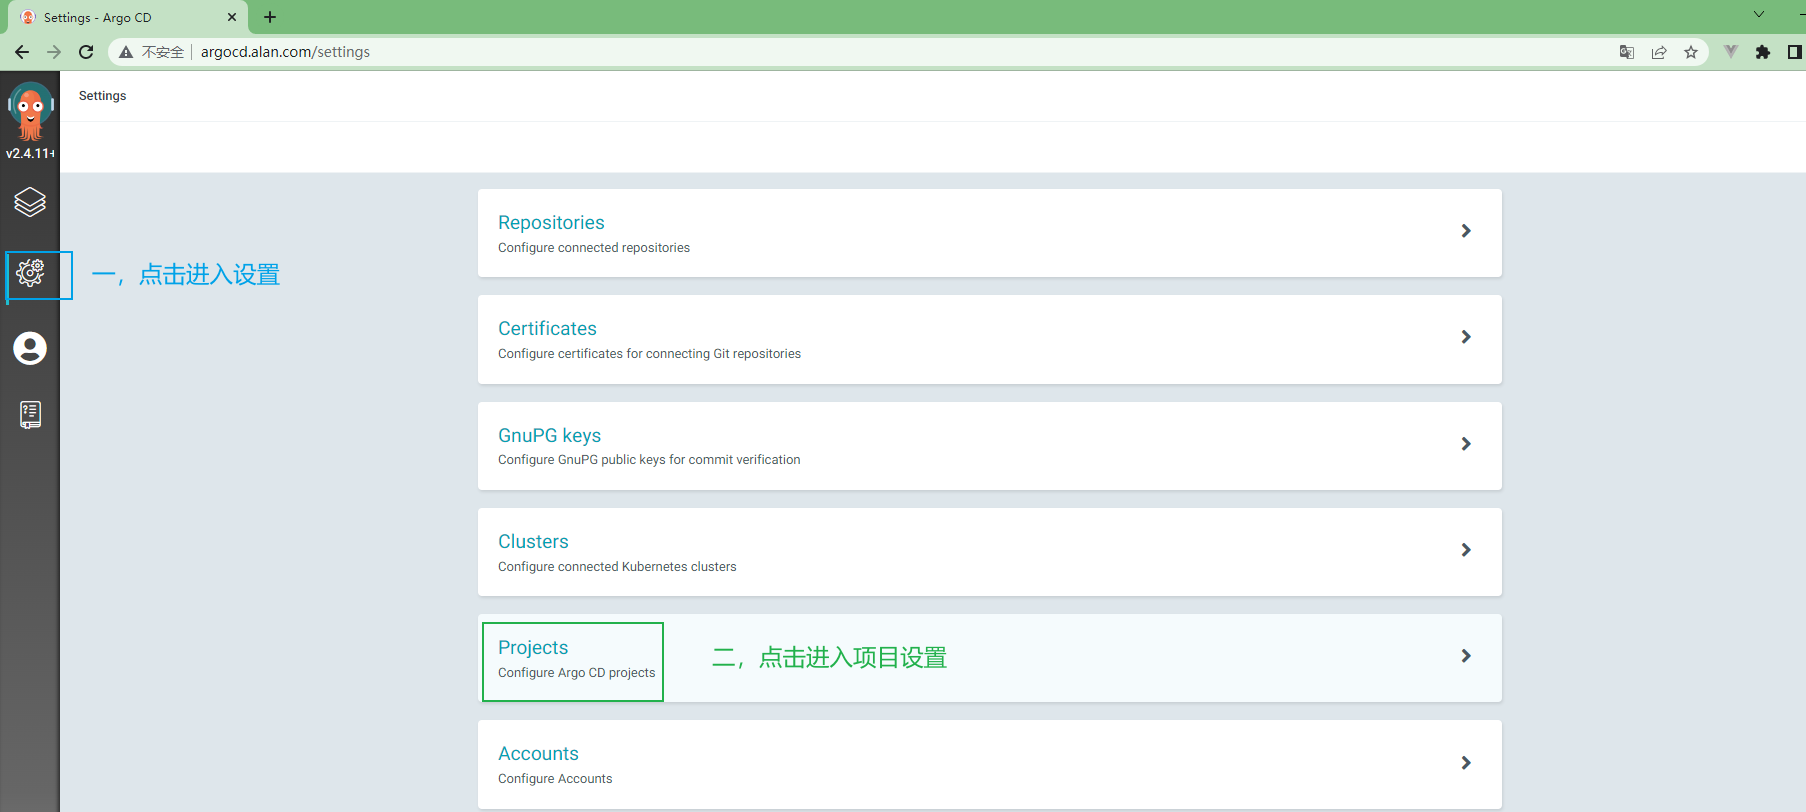 Settings - Argo CD
不安全 argocd.alan.com/settings
Settings
v2.4.11+
Repositories
Configure connected repositories
一，点击进入设置
Certificates
Configure certificates for connecting Git repositories
GnuPG keys
Configure GnuPG public keys for commit verification
Clusters
Configure connected Kubernetes clusters
Projects
Configure Argo CD projects
二，点击进入项目设置
Accounts
Configure Accounts